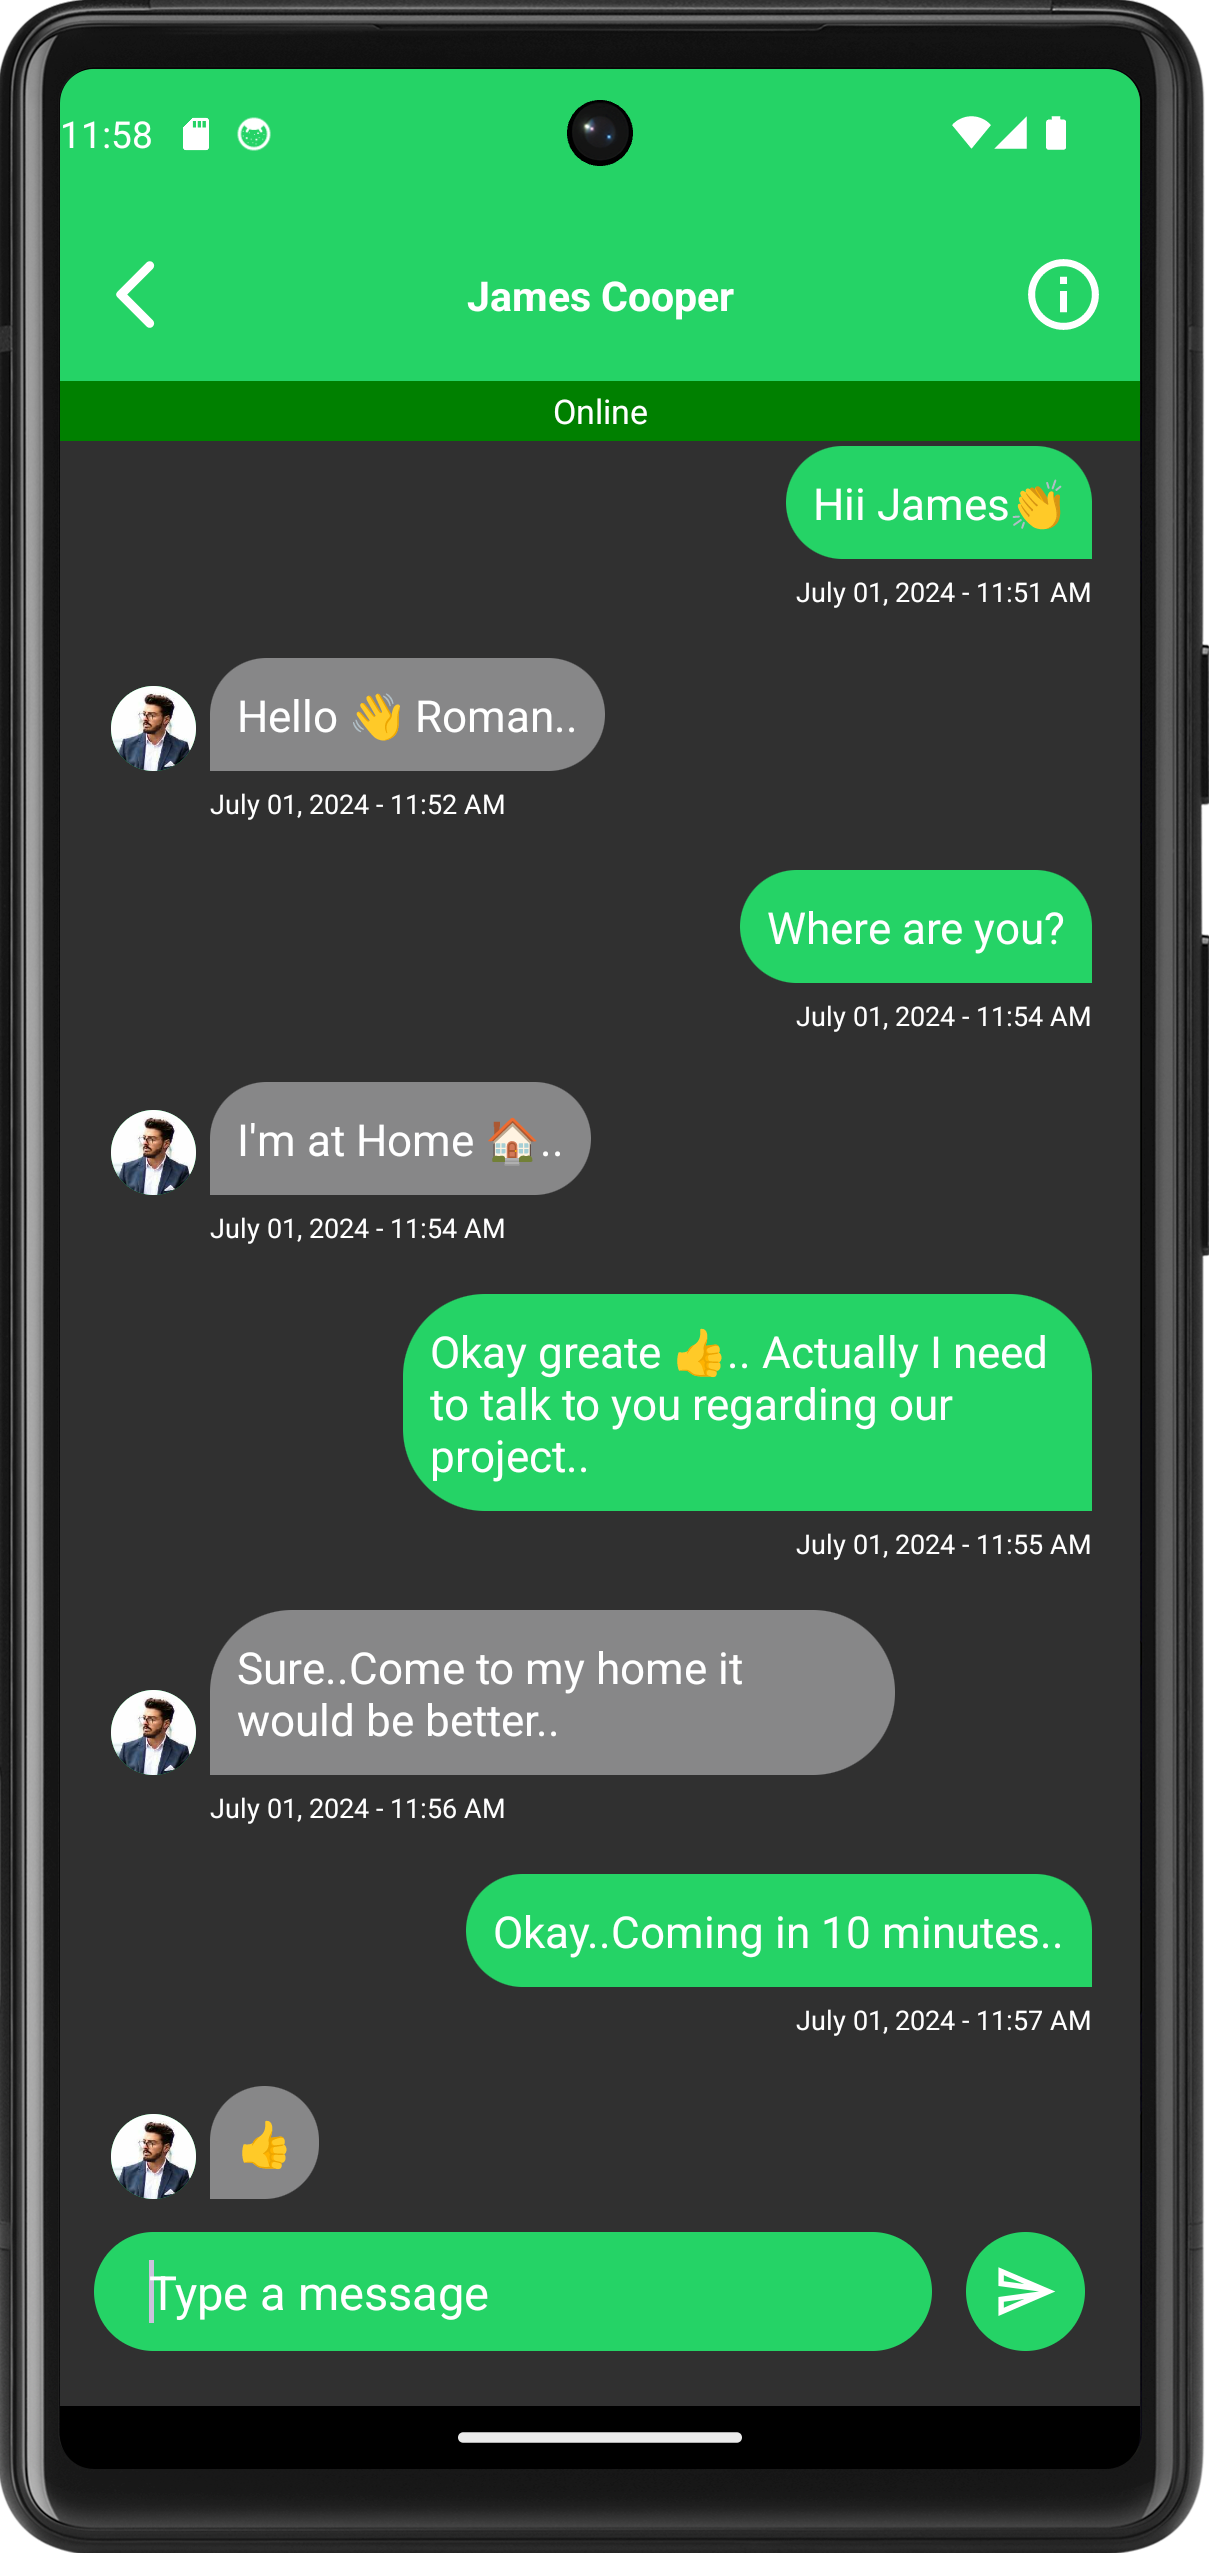 11:58
James Cooper
Online
Hii James👏
July 01, 2024 - 11:51 AM
Hello 👋 Roman..
July 01, 2024 - 11:52 AM
Where are you?
July 01, 2024 - 11:54 AM
I'm at Home 🏠..
July 01, 2024 - 11:54 AM
Okay greate 👍.. Actually I need
to talk to you regarding our
project..
July 01, 2024 - 11:55 AM
Sure..Come to my home it
would be better..
July 01, 2024 - 11:56 AM
Okay..Coming in 10 minutes..
July 01, 2024 - 11:57 AM
👍
Type a message